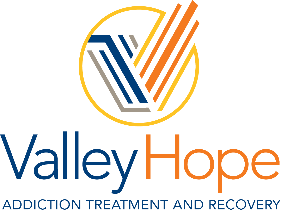 Valley Hope
ADDICTION TREATMENT AND RECOVERY